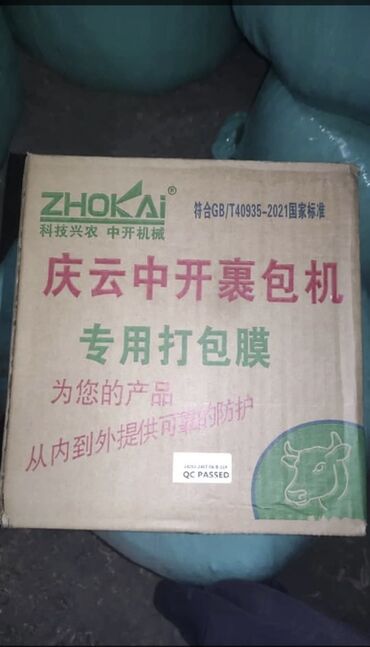 ZHOKAi®
科技兴农 中开机械
符合GB/T40935-2021国家标准
庆云中开裹包机
专用打包膜
为您的产品
从内到外提供可靠的防护
QC PASSED